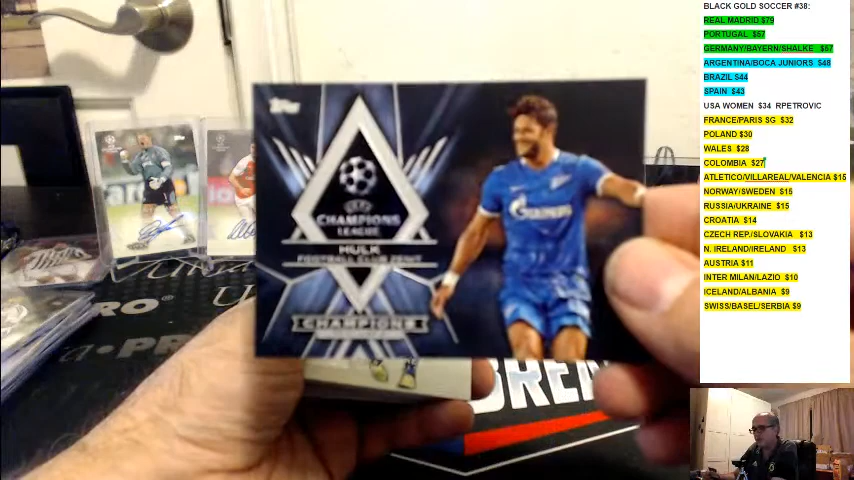 BLACK GOLD SOCCER #38:
REAL MADRID $79
PORTUGAL $57
GERMANY/BAYERN/SHALKE $57
ARGENTINA/BOCA JUNIORS $48
BRAZIL $44
SPAIN $43
USA WOMEN $34 RPETROVIC
FRANCE/PARIS SG $32
POLAND $30
WALES $28
COLOMBIA $27
ATLETICO/VILLAREAL/VALENCIA $15
NORWAY/SWEDEN $15
RUSSIA/UKRAINE $15
CROATIA $14
CZECH REP./SLOVAKIA $13
N. IRELAND/IRELAND $13
AUSTRIA $11
INTER MILAN/LAZIO $10
ICELAND/ALBANIA $9
SWISS/BASEL/SERBIA $9
Topps
UEFA
CHAMPIONS
LEAGUE
HULK
FOOTBALL CLUB ZENIT
CHAMPIONS